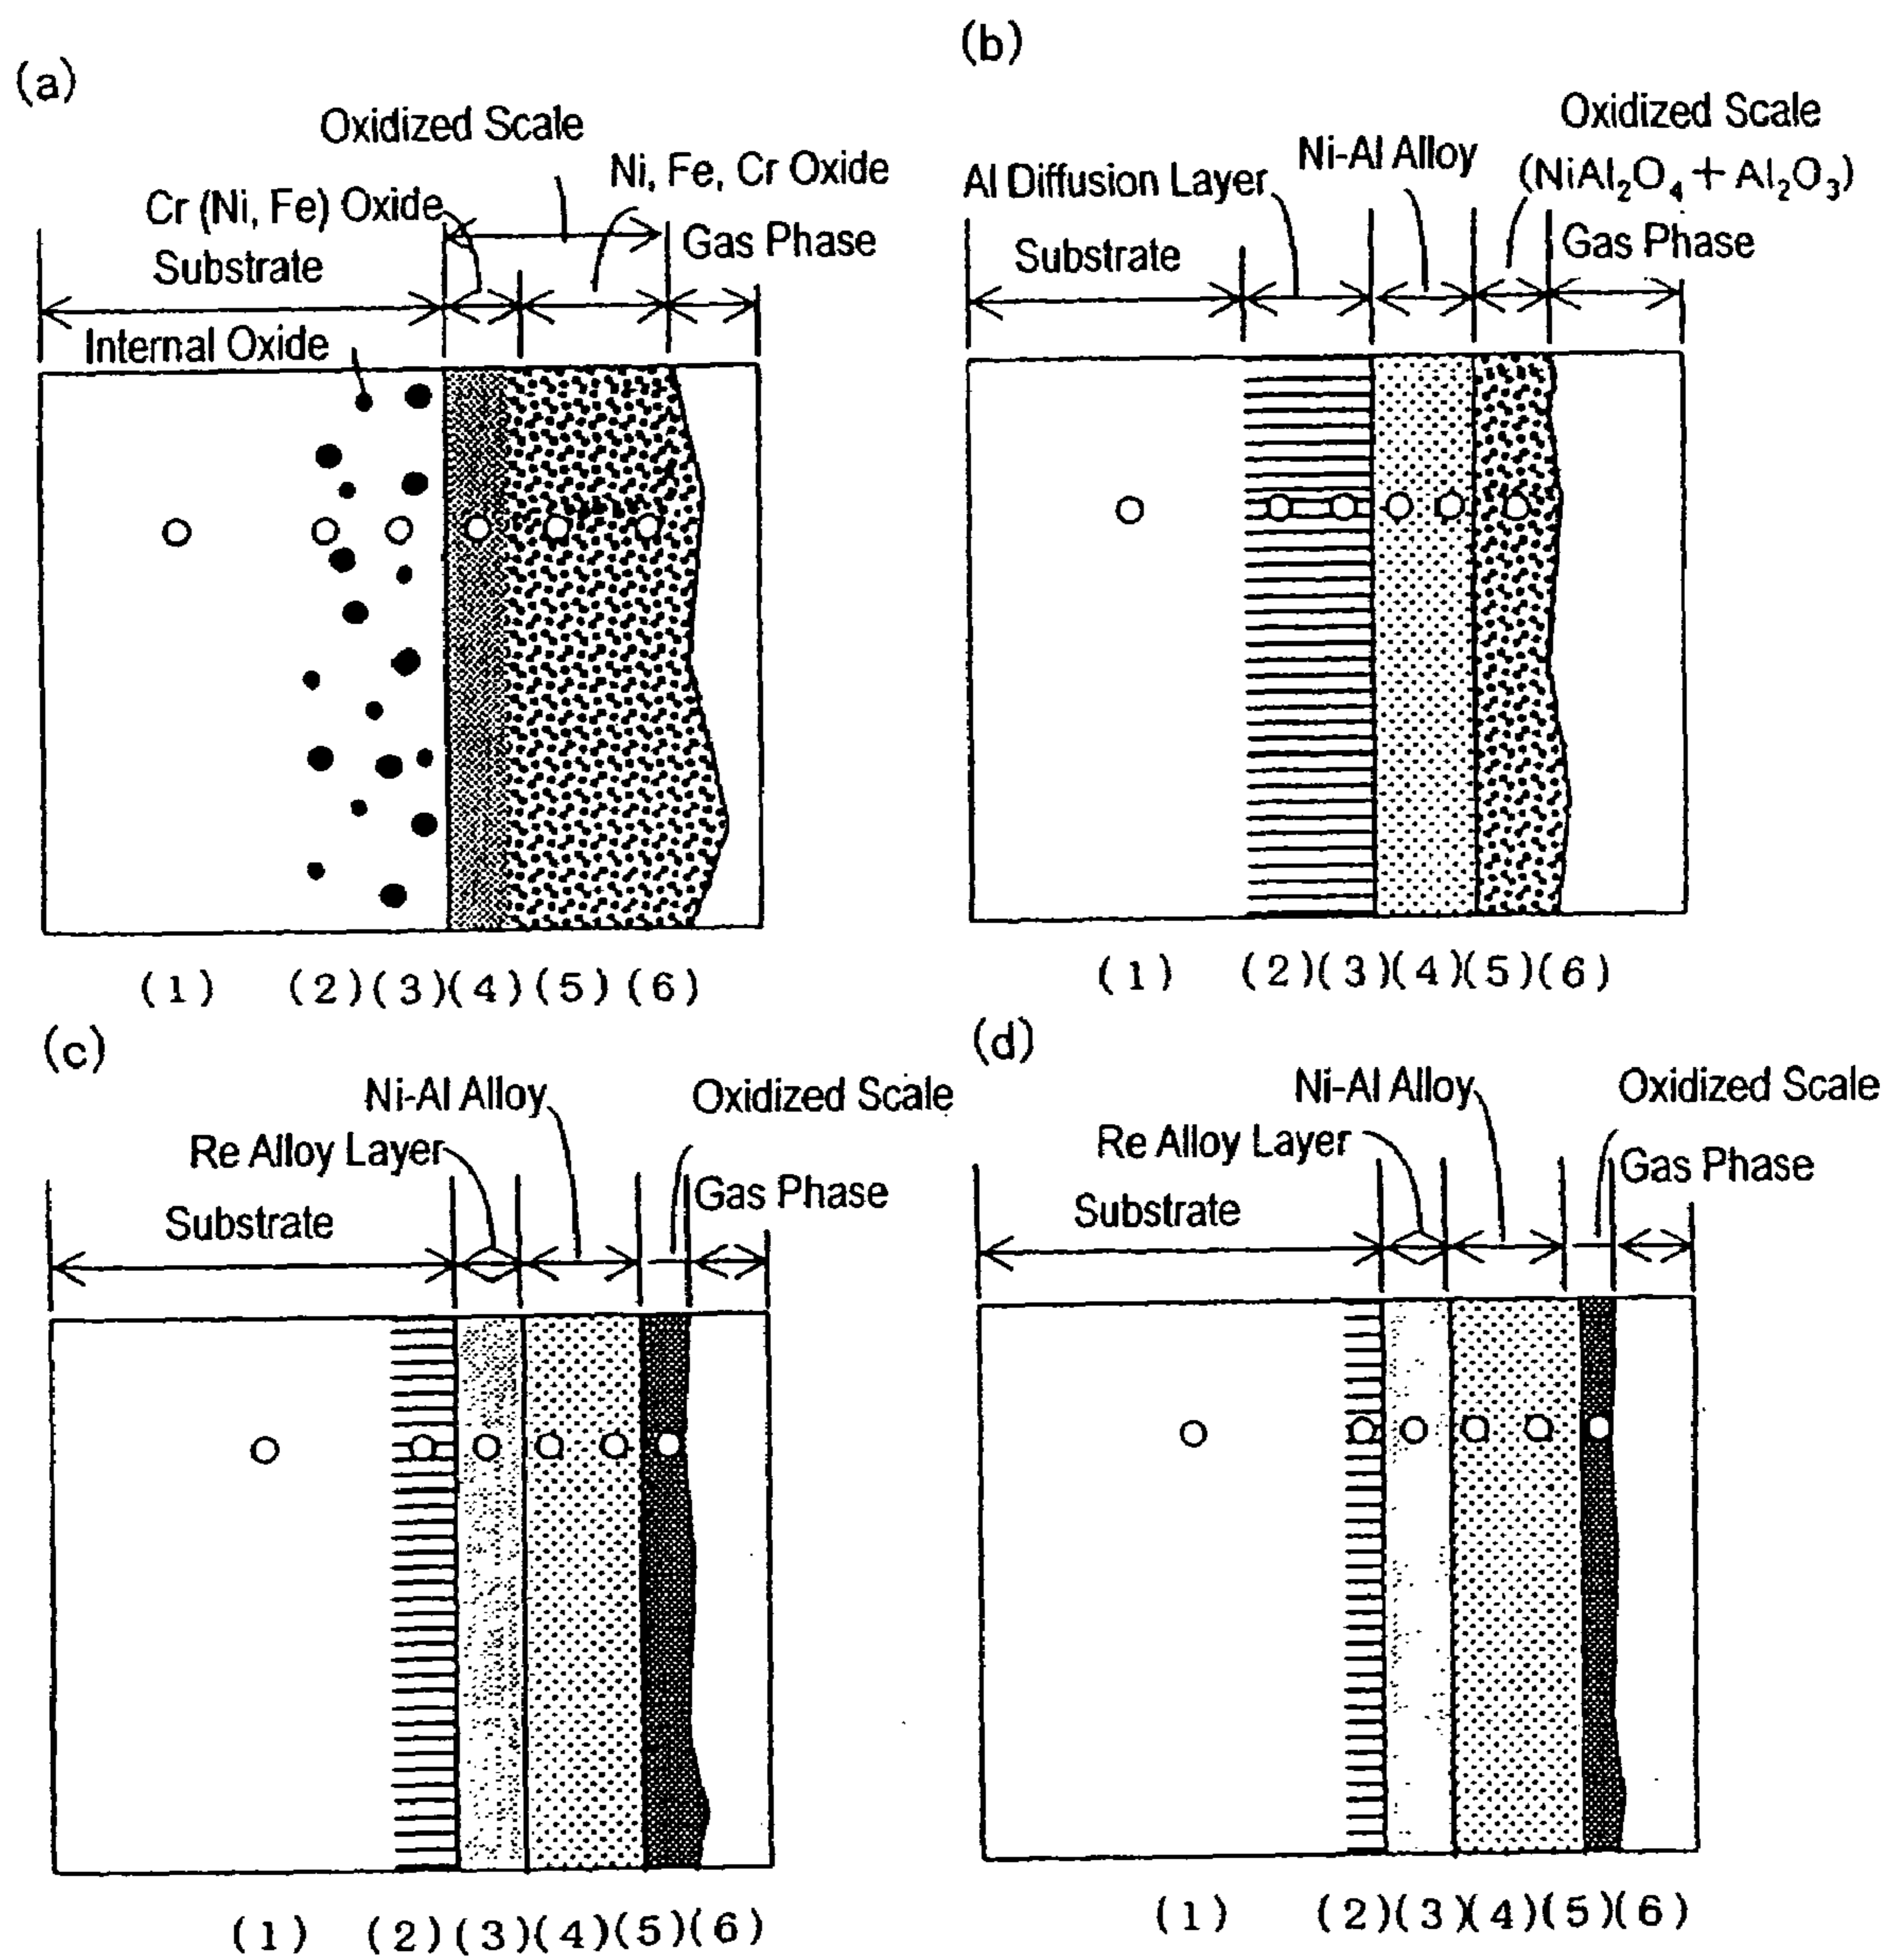 (a)
Oxidized Scale
Ni, Fe, Cr Oxide
Cr (Ni, Fe) Oxide
Substrate
Gas Phase
Internal Oxide
(1) (2)(3)(4)(5)(6)
(b)
Oxidized Scale
Ni-Al Alloy
(NiAl₂O₄ + Al₂O₃)
Al Diffusion Layer
Substrate
Gas Phase
(1) (2)(3)(4)(5)(6)
(c)
Ni-Al Alloy
Oxidized Scale
Re Alloy Layer
Gas Phase
Substrate
(1) (2)(3)(4)(5)(6)
(d)
Ni-Al Alloy
Oxidized Scale
Re Alloy Layer
Gas Phase
Substrate
(1) (2)(3)(4)(5)(6)